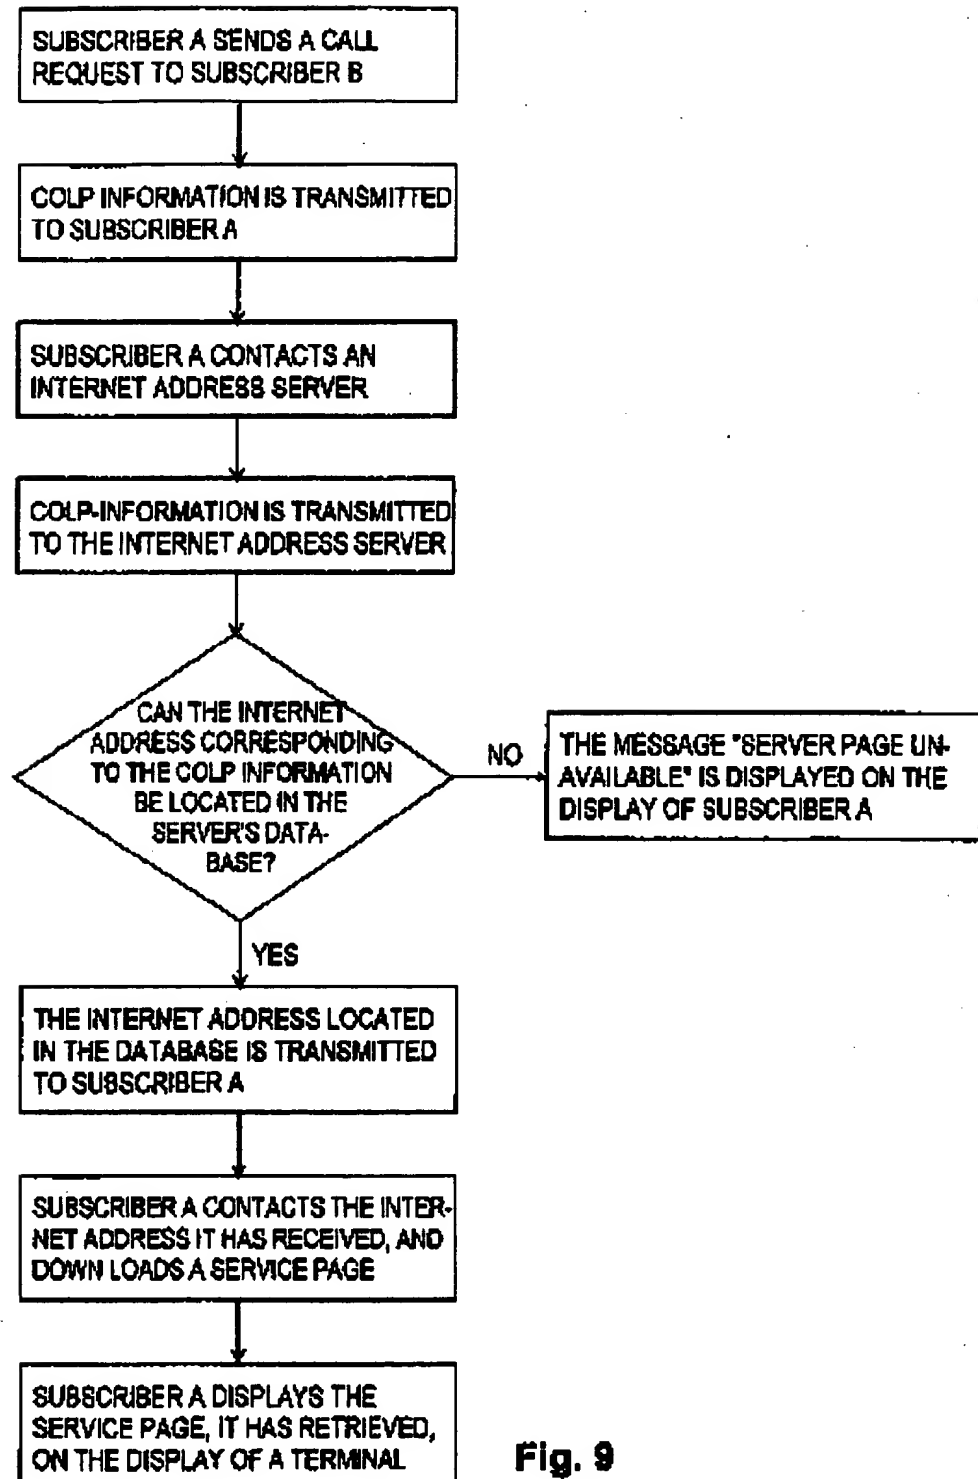 SUBSCRIBER A SENDS A CALL
REQUEST TO SUBSCRIBER B
COLP INFORMATION IS TRANSMITTED
TO SUBSCRIBER A
SUBSCRIBER A CONTACTS AN
INTERNET ADDRESS SERVER
COLP-INFORMATION IS TRANSMITTED
TO THE INTERNET ADDRESS SERVER
CAN THE INTERNET
ADDRESS CORRESPONDING
TO THE COLP INFORMATION
BE LOCATED IN THE
SERVER'S DATA-
BASE?
NO
THE MESSAGE "SERVER PAGE UN-
AVAILABLE" IS DISPLAYED ON THE
DISPLAY OF SUBSCRIBER A
YES
THE INTERNET ADDRESS LOCATED
IN THE DATABASE IS TRANSMITTED
TO SUBSCRIBER A
SUBSCRIBER A CONTACTS THE INTER-
NET ADDRESS IT HAS RECEIVED, AND
DOWN LOADS A SERVICE PAGE
SUBSCRIBER A DISPLAYS THE
SERVICE PAGE, IT HAS RETRIEVED,
ON THE DISPLAY OF A TERMINAL
Fig. 9